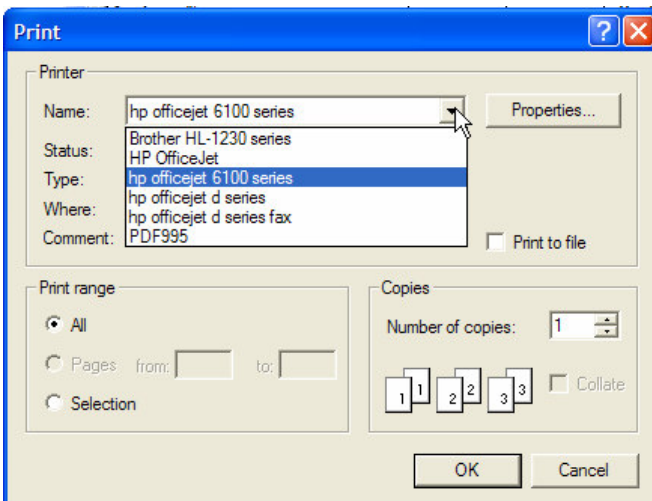 Print
Printer
Name: hp officejet 6100 series Properties...
Brother HL-1230 series
Status:
HP OfficeJet
Type: hp officejet 6100 series
hp officejet d series
Where:
hp officejet d series fax
Comment: PDF995 Print to file
Print range Copies
All Number of copies: 1
Pages from: to:
1 1 2 2 3 3 Collate
Selection
OK Cancel